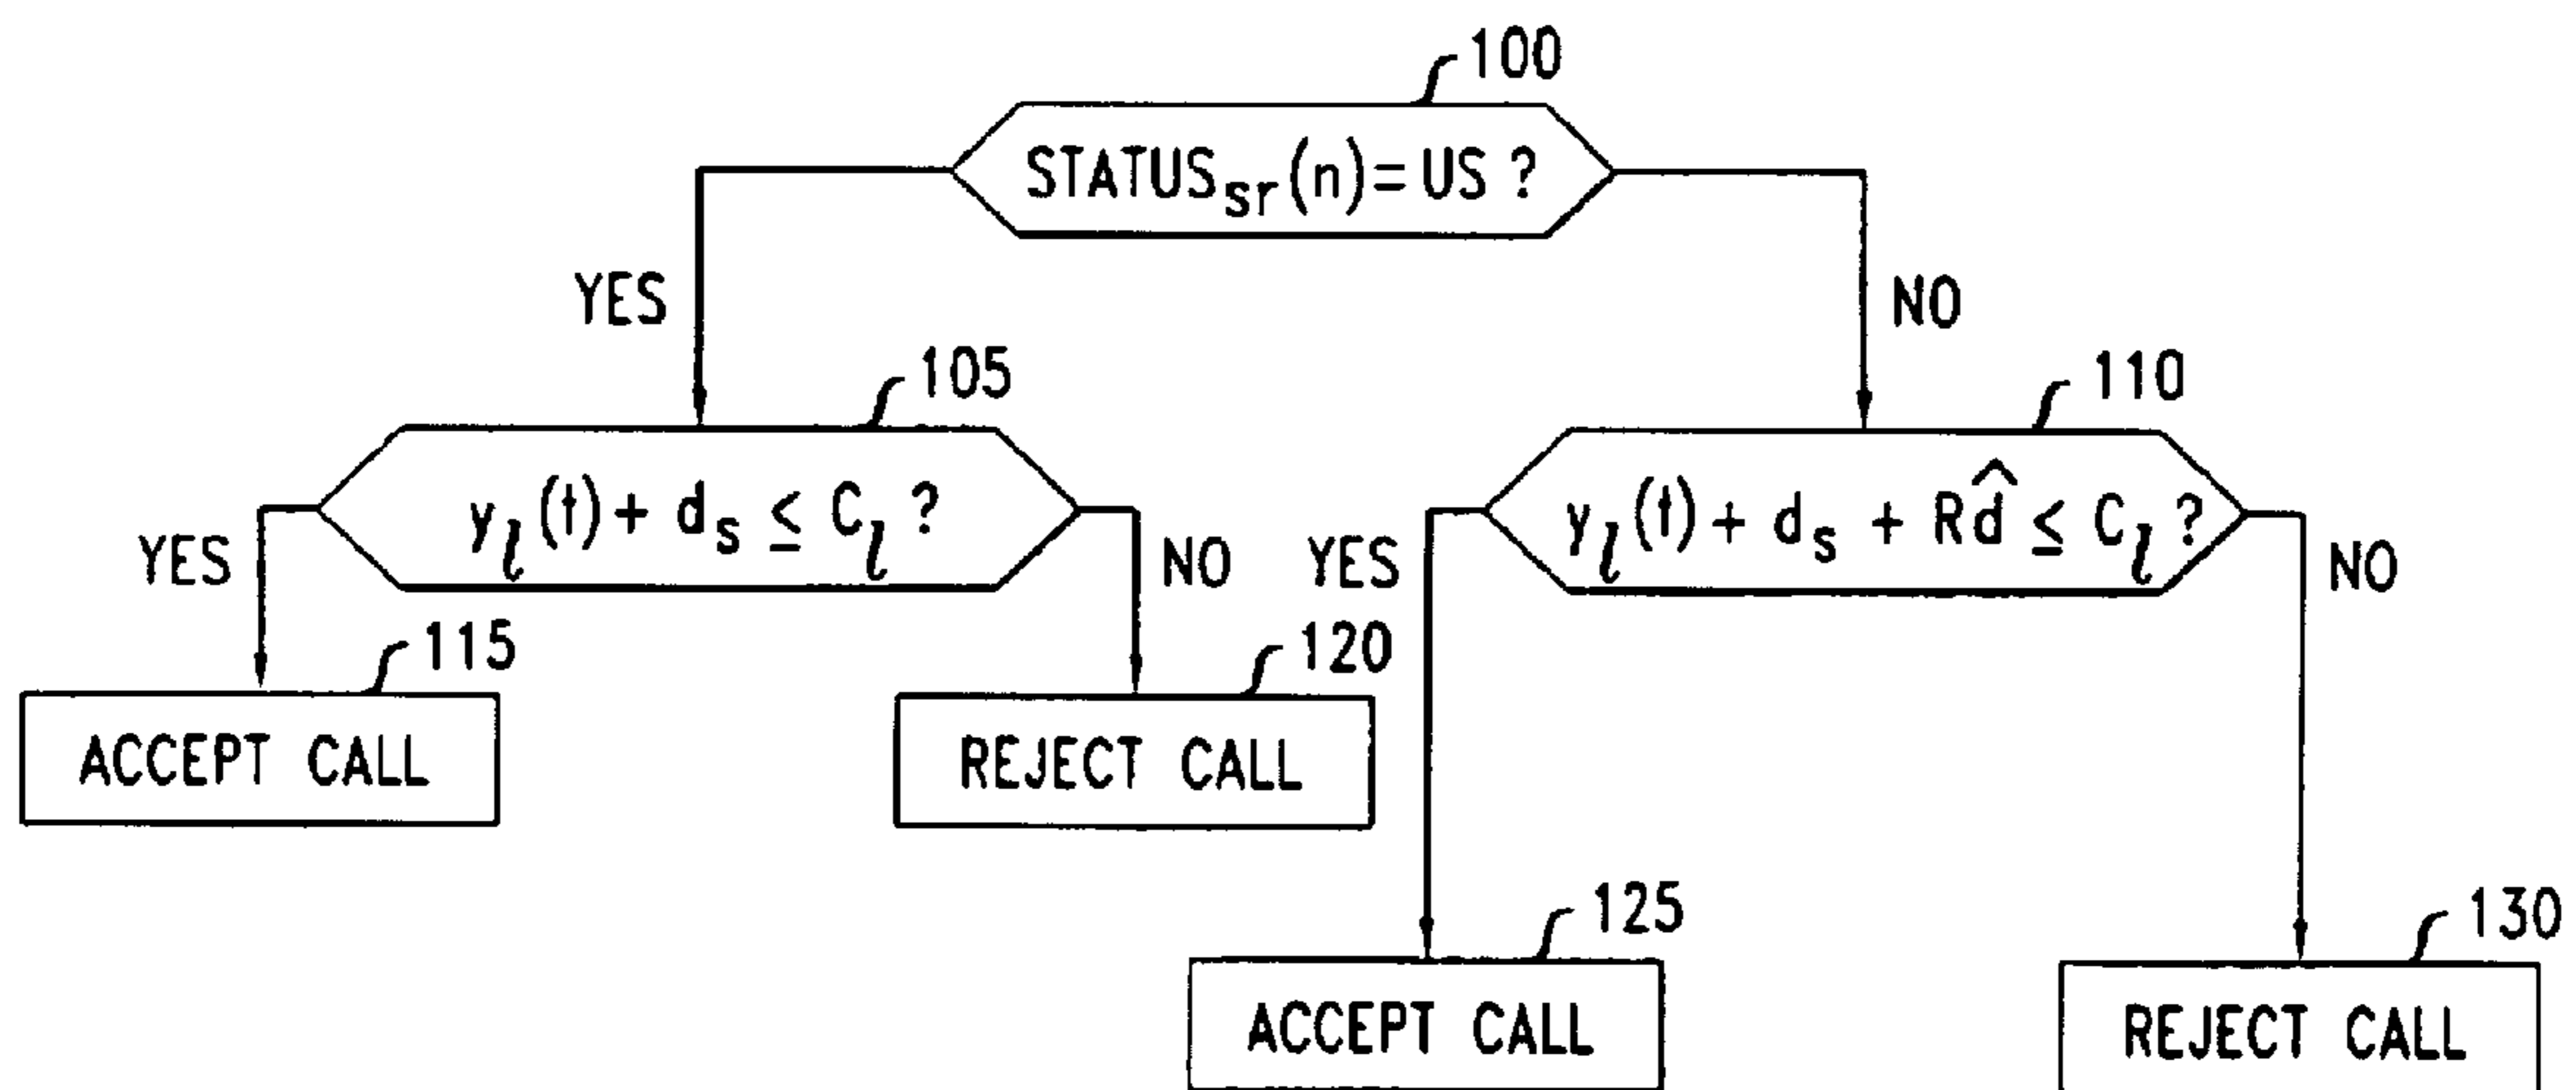 100
STATUS_sr(n)=US ?
YES
NO
105
110
y_l(t)+ d_s ≤ C_l ?
y_l(t)+ d_s + Rd̂ ≤ C_l ?
YES
NO
YES
NO
115
120
ACCEPT CALL
REJECT CALL
125
130
ACCEPT CALL
REJECT CALL